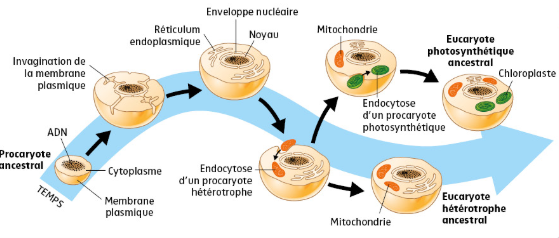 Enveloppe nucléaire
Réticulum
endoplasmique
Noyau
Invagination de
la membrane
plasmique
ADN
Procaryote
ancestral
Cytoplasme
Membrane
plasmique
TEMPS
Mitochondrie
Eucaryote
photosynthétique
ancestral
Chloroplaste
Endocytose
d'un procaryote
photosynthétique
Endocytose
d'un procaryote
hétérotrophe
Mitochondrie
Eucaryote
hétérotrophe
ancestral